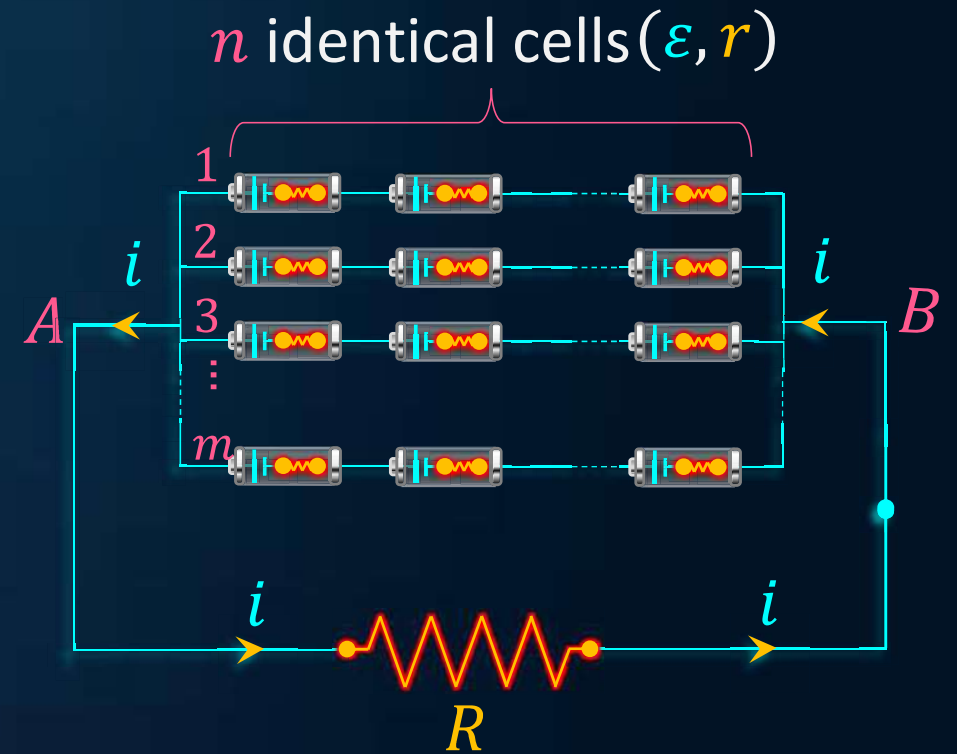 n identical cells(ε, r)
1
2
i
i
A
3
B
⋮
m
i
i
R